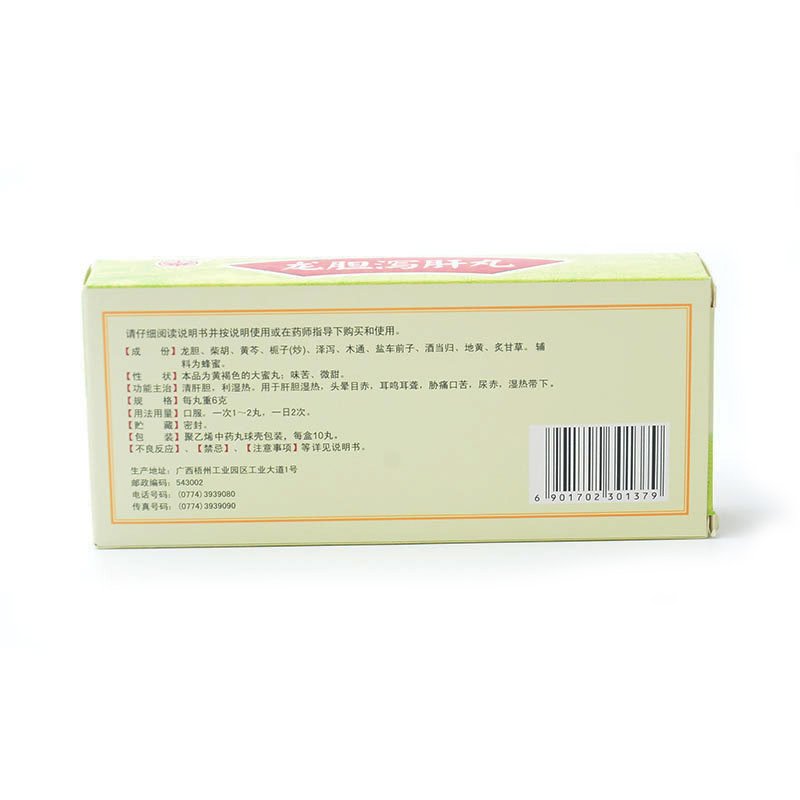 龙胆泻肝丸
请仔细阅读说明书并按说明使用或在药师指导下购买和使用。
【成　份】龙胆、柴胡、黄芩、栀子(炒)、泽泻、木通、盐车前子、酒当归、地黄、炙甘草。辅
料为蜂蜜。
【性　状】本品为黄褐色的大蜜丸；味苦、微甜。
【功能主治】清肝胆，利湿热。用于肝胆湿热，头晕目赤，耳鸣耳聋，胁痛口苦，尿赤，湿热带下。
【规　格】每丸重6克
【用法用量】口服。一次1～2丸，一日2次。
【贮　藏】密封。
【包　装】聚乙烯中药丸球壳包装，每盒10丸。
【不良反应】、【禁忌】、【注意事项】等详见说明书。
生产地址：广西梧州工业园区工业大道1号
邮政编码：543002
电话号码：(0774)3939080
传真号码：(0774)3939090
6 901702 301379